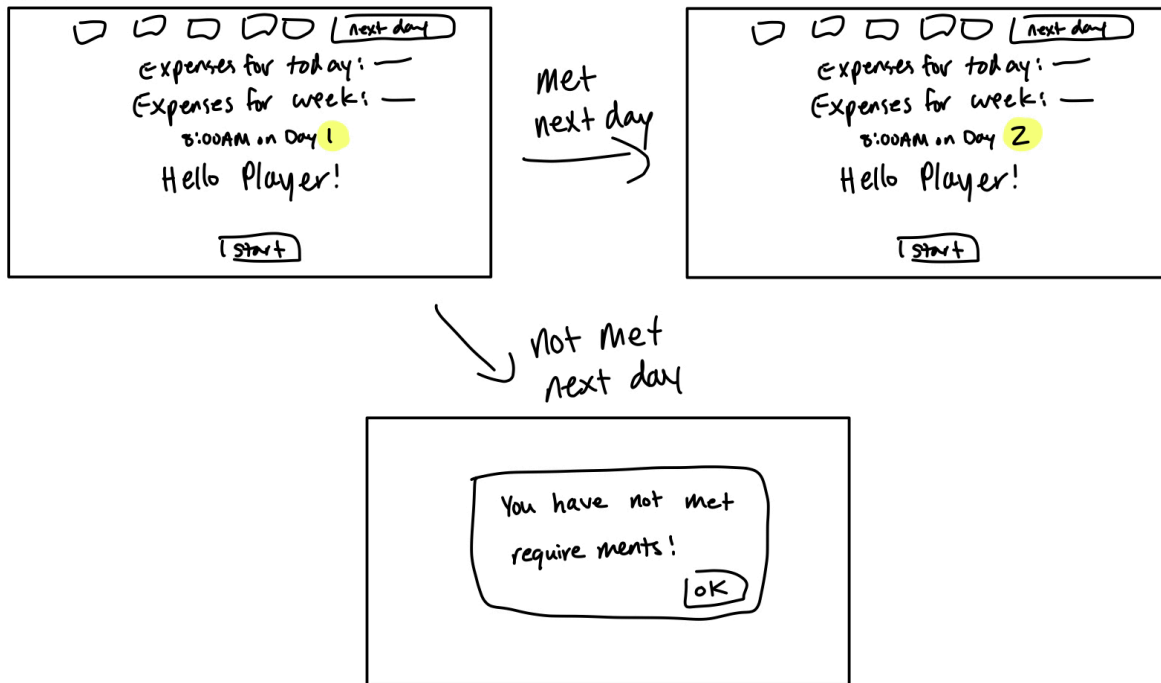 next day
Expenses for today: —
Expenses for week: —
8:00AM on Day 1
Hello Player!
Start
met
next day
next day
Expenses for today: —
Expenses for week: —
8:00AM on Day 2
Hello Player!
Start
not met
next day
You have not met
requirements!
OK